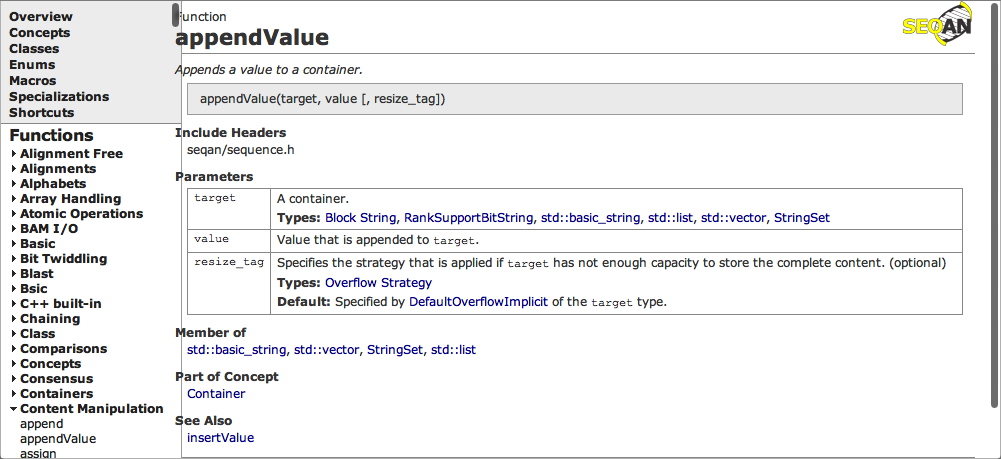 Overview
Concepts
Classes
Enums
Macros
Specializations
Shortcuts
Functions
Alignment Free
Alignments
Alphabets
Array Handling
Atomic Operations
BAM I/O
Basic
Bit Twiddling
Blast
Bsic
C++ built-in
Chaining
Class
Comparisons
Concepts
Consensus
Containers
Content Manipulation
append
appendValue
assign
Function
SEQAN
appendValue
Appends a value to a container.
appendValue(target, value [, resize_tag])
Include Headers
seqan/sequence.h
Parameters
target A container.
Types: Block String, RankSupportBitString, std::basic_string, std::list, std::vector, StringSet
value Value that is appended to target.
resize_tag Specifies the strategy that is applied if target has not enough capacity to store the complete content. (optional)
Types: Overflow Strategy
Default: Specified by DefaultOverflowImplicit of the target type.
Member of
std::basic_string, std::vector, StringSet, std::list
Part of Concept
Container
See Also
insertValue